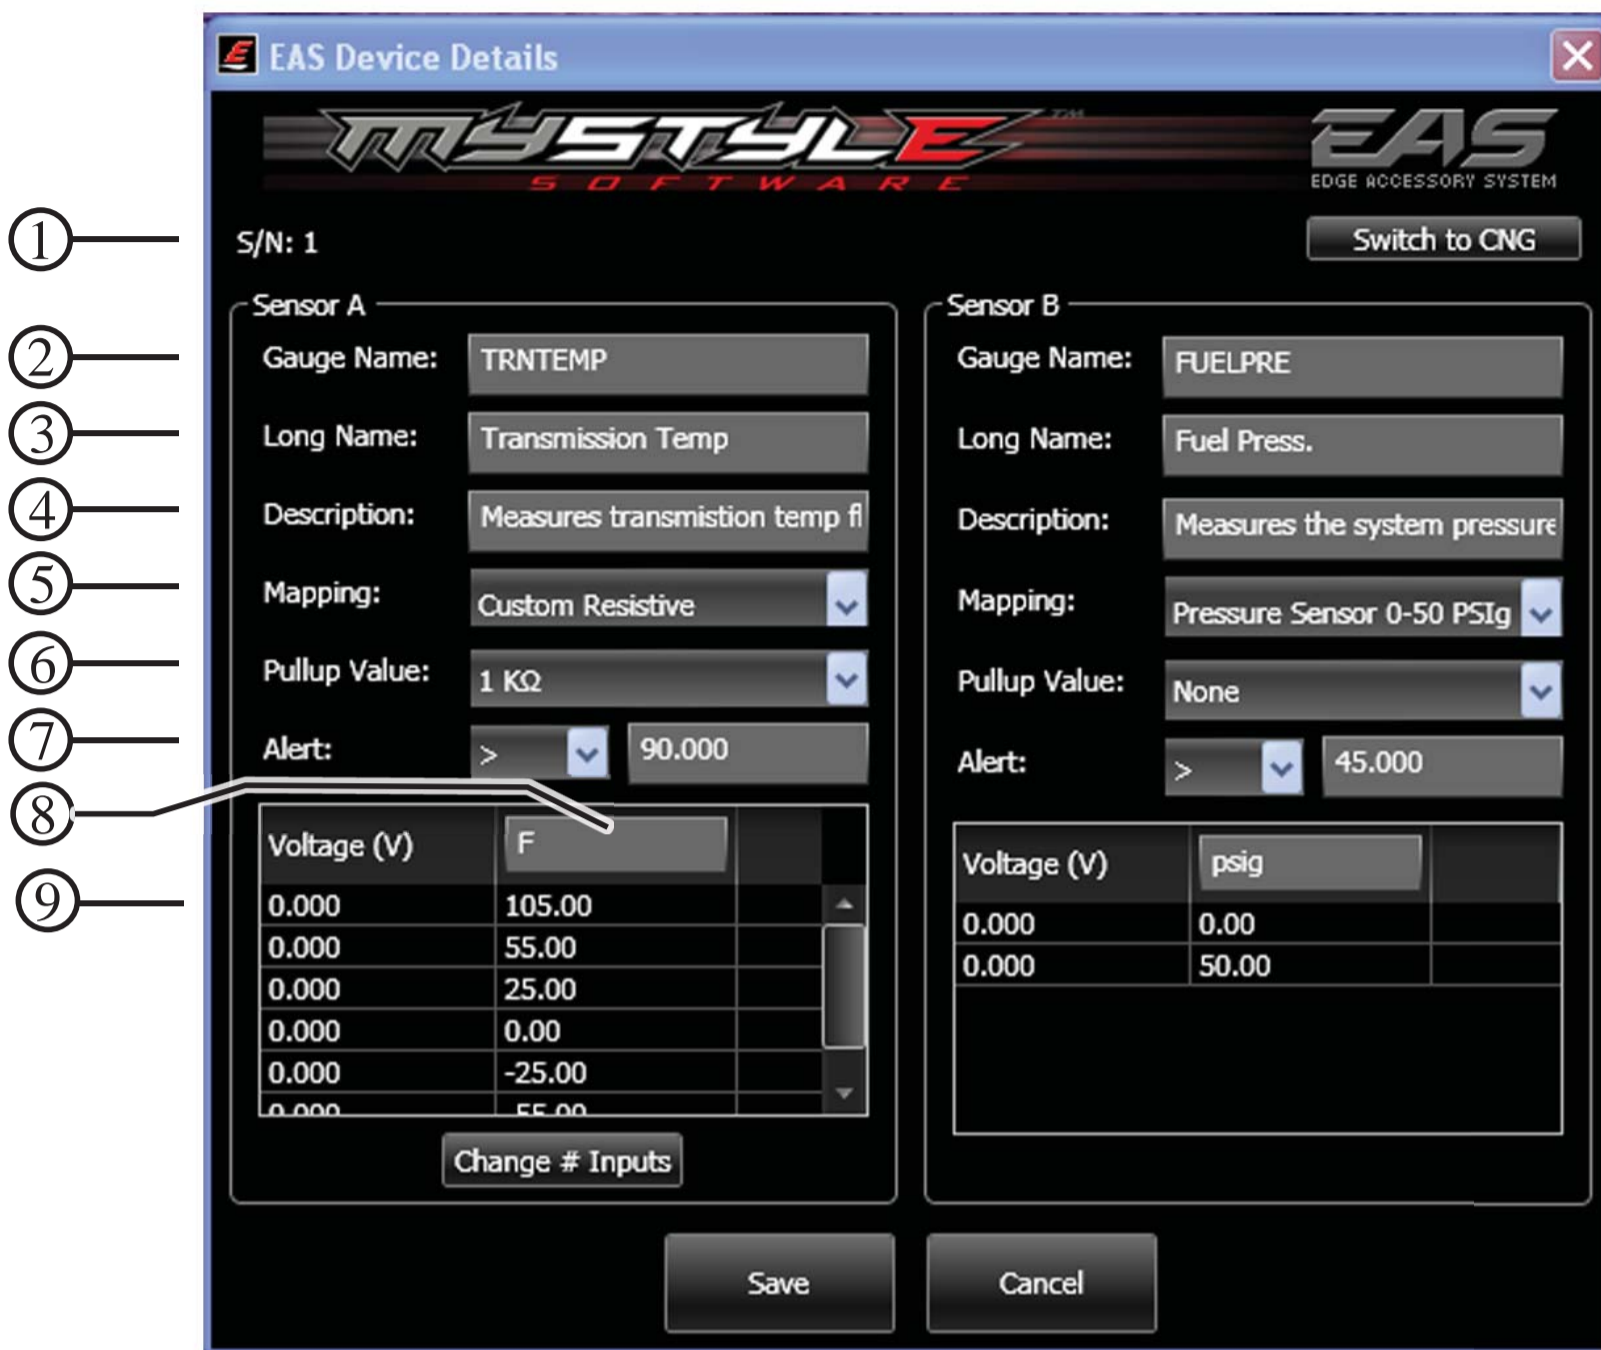 EAS Device Details
MYSTYLE
SOFTWARE
EAS
EDGE ACCESSORY SYSTEM
1
S/N: 1
Switch to CNG
Sensor A
2
Gauge Name:
TRNTEMP
3
Long Name:
Transmission Temp
4
Description:
Measures transmistion temp fl
5
Mapping:
Custom Resistive
6
Pullup Value:
1 KΩ
7
Alert:
>
90.000
8
Voltage (V)
F
9
0.000 105.00
0.000 55.00
0.000 25.00
0.000 0.00
0.000 -25.00
0.000 -55.00
Change # Inputs
Sensor B
Gauge Name:
FUELPRE
Long Name:
Fuel Press.
Description:
Measures the system pressure
Mapping:
Pressure Sensor 0-50 PSIg
Pullup Value:
None
Alert:
>
45.000
Voltage (V)
psig
0.000 0.00
0.000 50.00
Save
Cancel